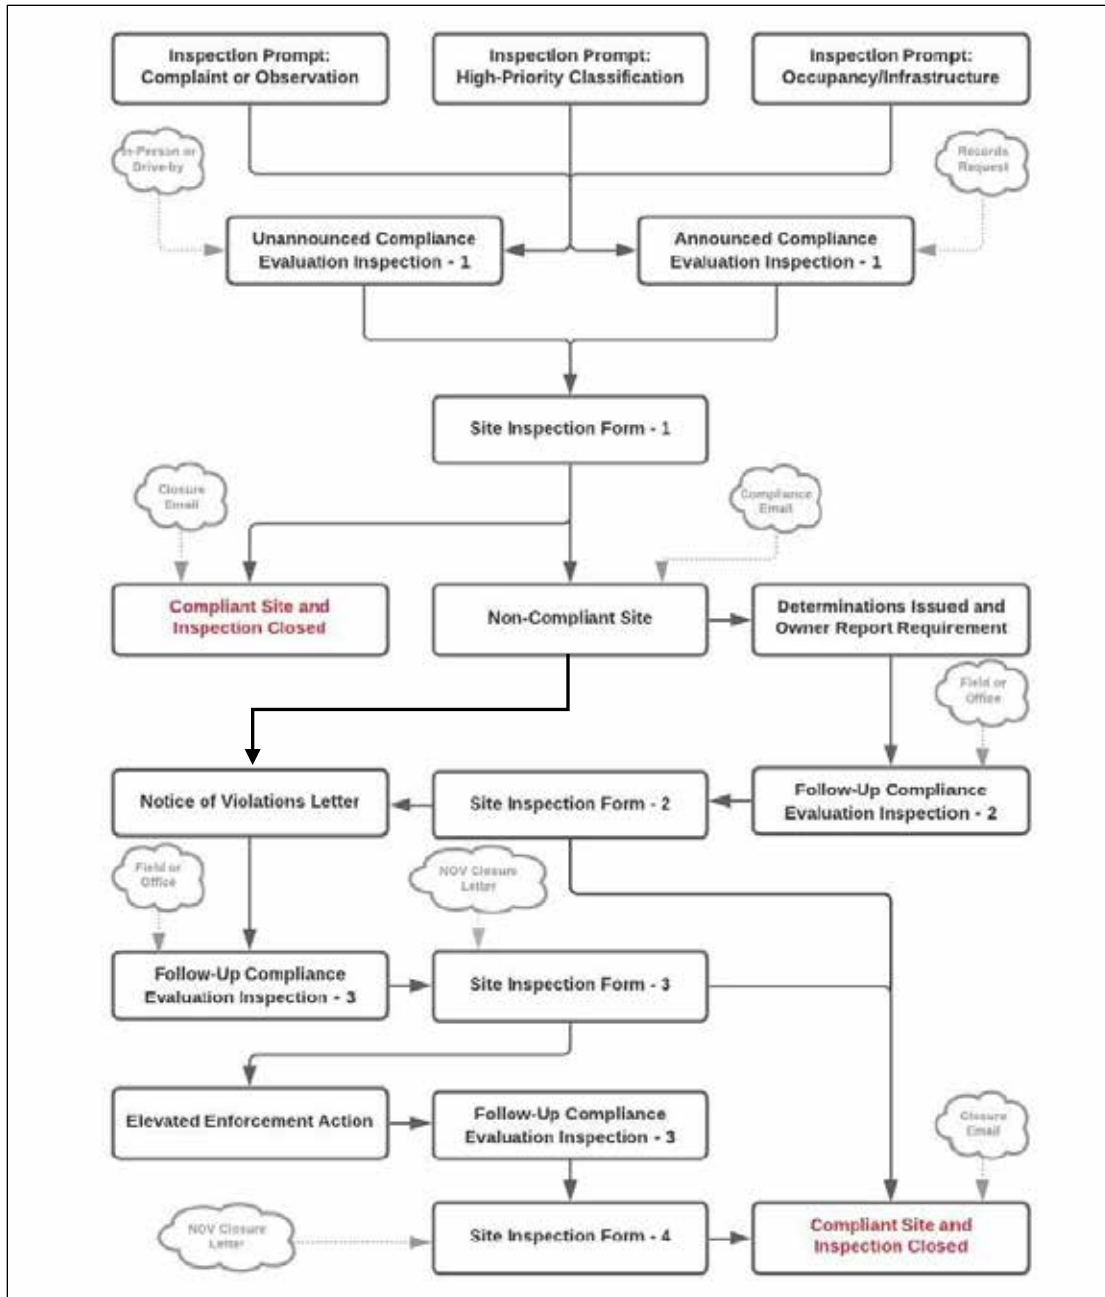 Inspection Prompt:
Complaint or Observation
Inspection Prompt:
High-Priority Classification
Inspection Prompt:
Occupancy/Infrastructure
In-Person or
Drive-by
Records
Request
Unannounced Compliance
Evaluation Inspection - 1
Announced Compliance
Evaluation Inspection - 1
Site Inspection Form - 1
Closure
Email
Compliance
Email
Compliant Site and
Inspection Closed
Non-Compliant Site
Determinations Issued and
Owner Report Requirement
Field or
Office
Notice of Violations Letter
Site Inspection Form - 2
Follow-Up Compliance
Evaluation Inspection - 2
Field or
Office
NOV Closure
Letter
Follow-Up Compliance
Evaluation Inspection - 3
Site Inspection Form - 3
Elevated Enforcement Action
Follow-Up Compliance
Evaluation Inspection - 3
Closure
Email
NOV Closure
Letter
Site Inspection Form - 4
Compliant Site and
Inspection Closed